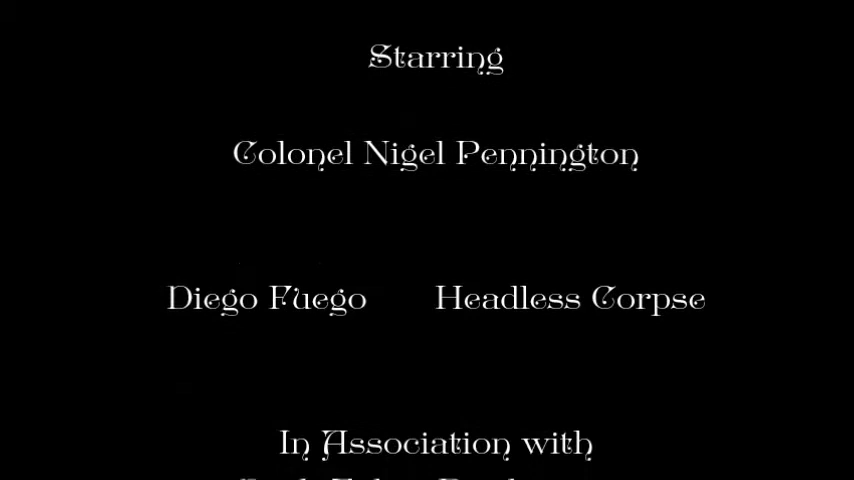 Starring
Colonel Nigel Pennington
Diego Fuego Headless Corpse
In Association with